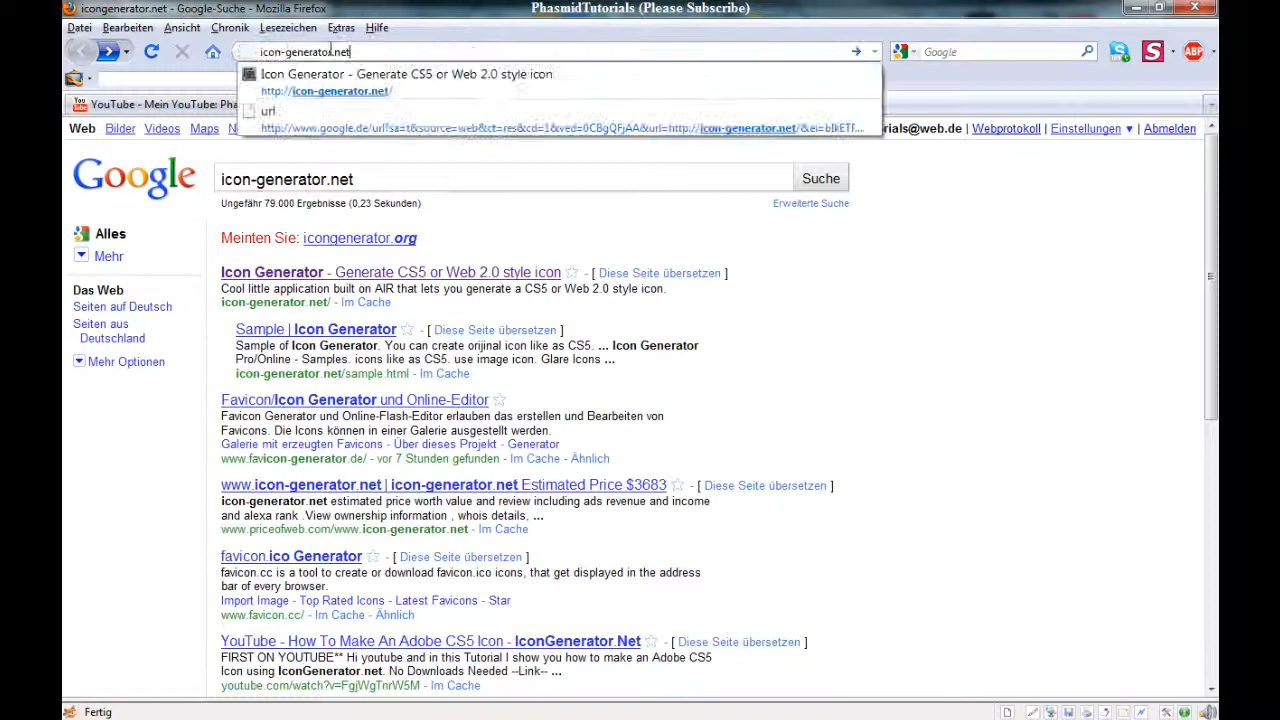 icongenerator.net - Google-Suche - Mozilla Firefox
PhasmidTutorials (Please Subscribe)
Datei Bearbeiten Ansicht Chronik Lesezeichen Extras Hilfe
icon-generator.net
Google
ABP
Icon Generator - Generate CS5 or Web 2.0 style icon
http://icon-generator.net/
url
YouTube - Mein YouTube: Pha
Web Bilder Videos Maps N
rials@web.de | Webprotokoll | Einstellungen ▼ | Abmelden
Google
icon-generator.net
Suche
Ungefähr 79.000 Ergebnisse (0,23 Sekunden)
Erweiterte Suche
Alles
Mehr
Das Web
Seiten auf Deutsch
Seiten aus
Deutschland
Mehr Optionen
Meinten Sie: icongenerator.org
Icon Generator - Generate CS5 or Web 2.0 style icon - [ Diese Seite übersetzen ]
Cool little application built on AIR that lets you generate a CS5 or Web 2.0 style icon.
icon-generator.net/ - Im Cache
Sample | Icon Generator - [ Diese Seite übersetzen ]
Sample of Icon Generator. You can create orijinal icon like as CS5. ... Icon Generator
Pro/Online - Samples. icons like as CS5. use image icon. Glare Icons ...
icon-generator.net/sample.html - Im Cache
Favicon/Icon Generator und Online-Editor
Favicon Generator und Online-Flash-Editor erlauben das erstellen und Bearbeiten von
Favicons. Die Icons können in einer Galerie ausgestellt werden.
Galerie mit erzeugten Favicons - Über dieses Projekt - Generator
www.favicon-generator.de/ - vor 7 Stunden gefunden - Im Cache - Ähnlich
www.icon-generator.net | icon-generator.net Estimated Price $3683 - [ Diese Seite übersetzen ]
icon-generator.net estimated price worth value and review including ads revenue and income
and alexa rank .View ownership information , whois details, ...
www.priceofweb.com/www.icon-generator.net - Im Cache
favicon.ico Generator - [ Diese Seite übersetzen ]
favicon.cc is a tool to create or download favicon.ico icons, that get displayed in the address
bar of every browser.
Import Image - Top Rated Icons - Latest Favicons - Star
www.favicon.cc/ - Im Cache - Ähnlich
YouTube - How To Make An Adobe CS5 Icon - IconGenerator.Net - [ Diese Seite übersetzen ]
FIRST ON YOUTUBE** Hi youtube and in this Tutorial I show you how to make an Adobe CS5
Icon using IconGenerator.net. No Downloads Needed --Link-- ...
youtube.com/watch?v=FgjWgTnrW5M - Im Cache
Fertig